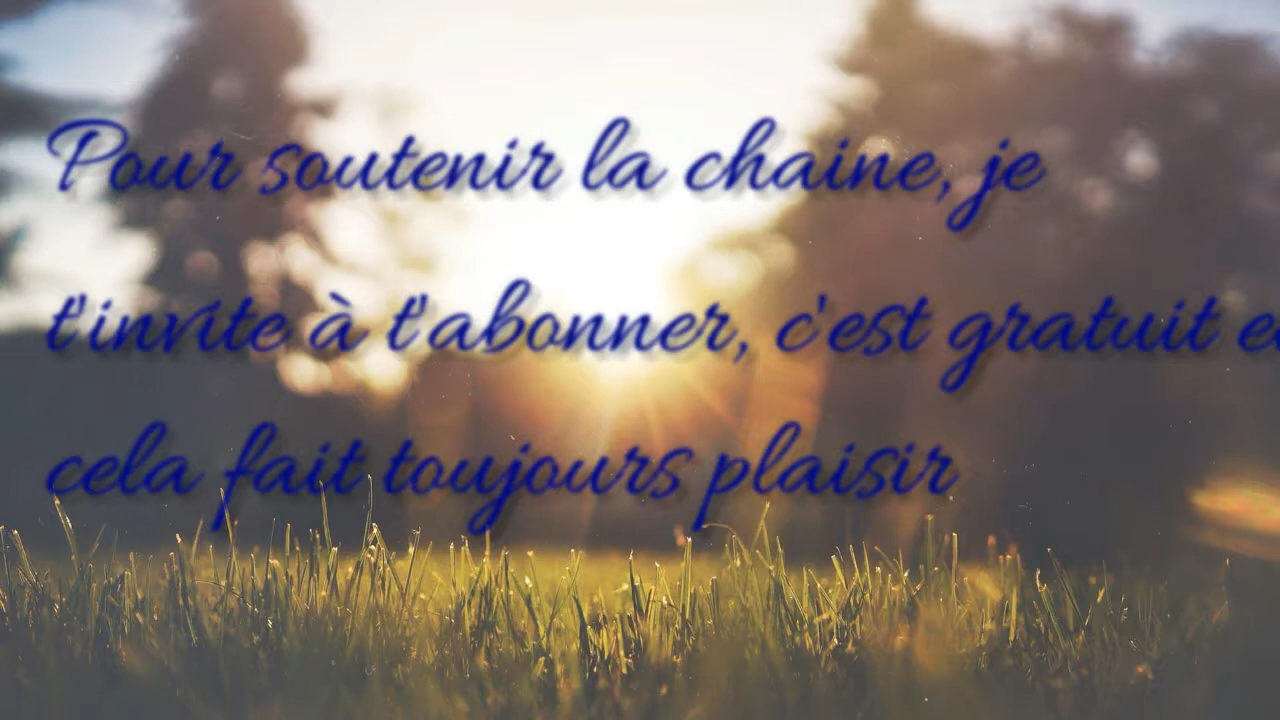 Pour soutenir la chaine, je
t'invite à t'abonner, c'est gratuit
cela fait toujours plaisir